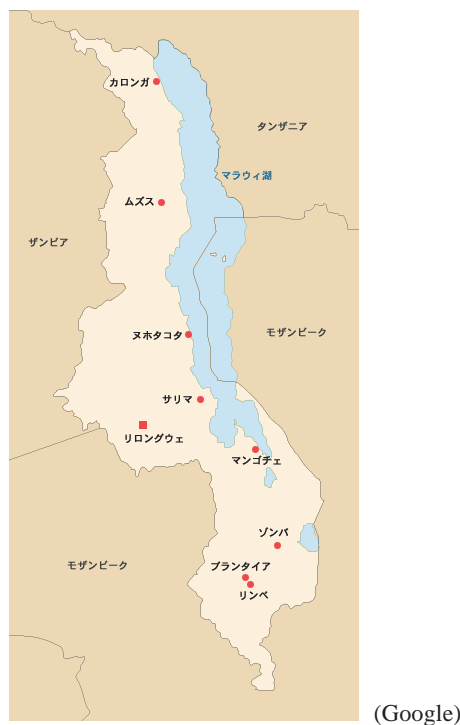 カロンガ
タンザニア
マラウィ湖
ムズス
ザンビア
ヌホタコタ
モザンビーク
サリマ
リロングウェ
マンゴチェ
ゾンバ
モザンビーク
ブランタイア
リンベ
(Google)